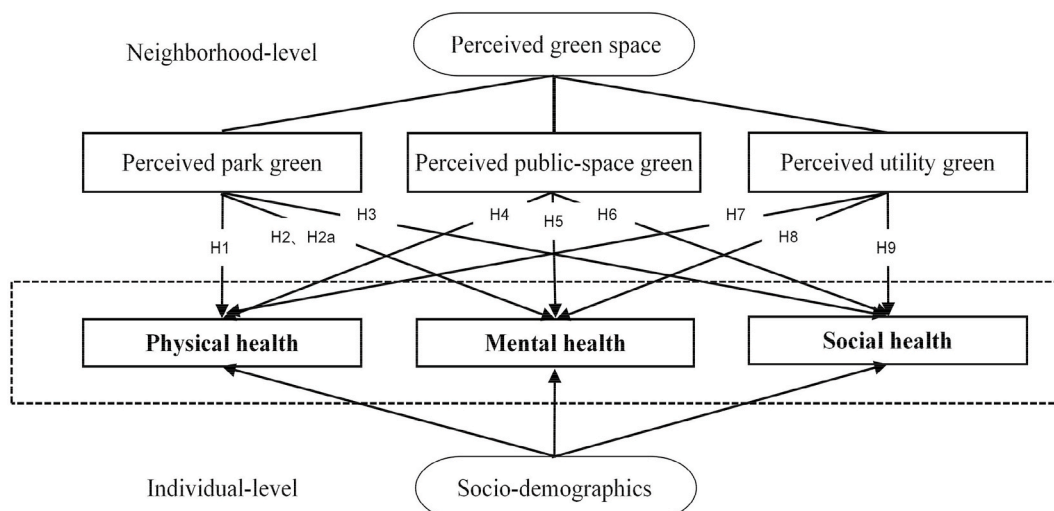 Perceived green space
Neighborhood-level
Perceived park green
Perceived public-space green
Perceived utility green
H1
H2、H2a
H3
H4
H5
H6
H7
H8
H9
Physical health
Mental health
Social health
Individual-level
Socio-demographics